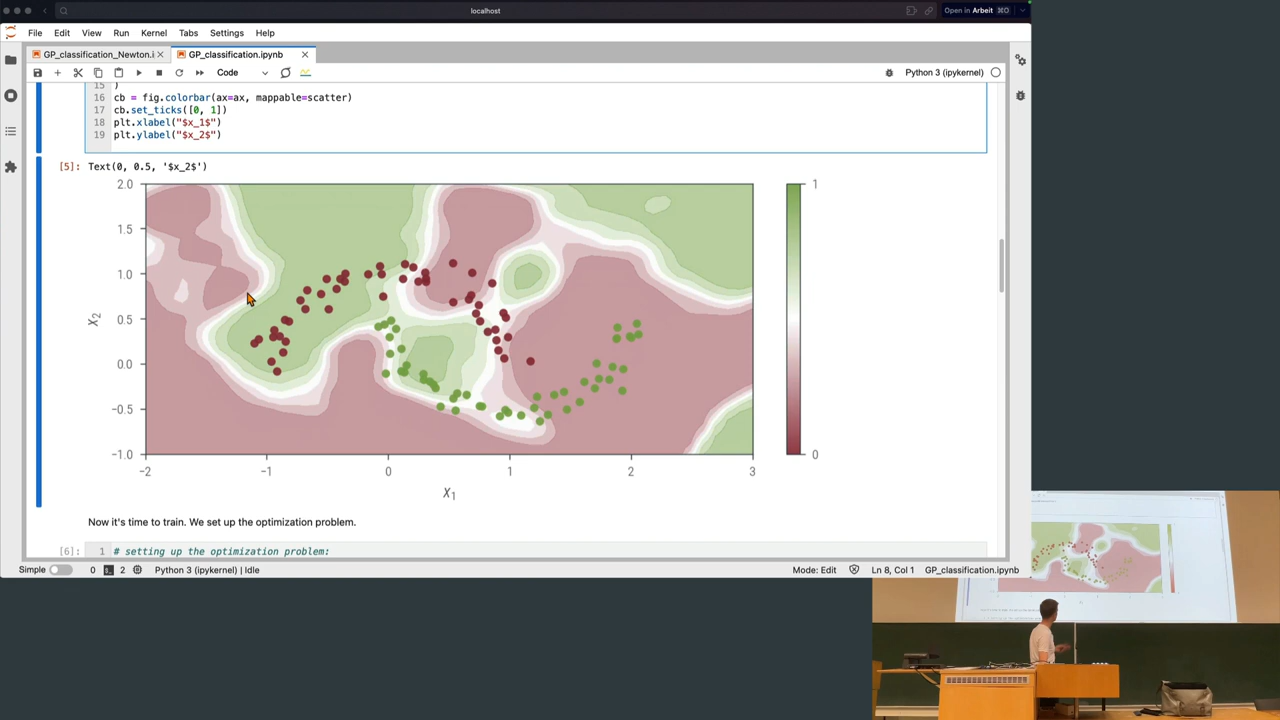 localhost
Open in Arbeit ⌘O
File Edit View Run Kernel Tabs Settings Help
GP_classification_Newton.i
GP_classification.ipynb
Code
Python 3 (ipykernel)
15 )
16 cb = fig.colorbar(ax=ax, mappable=scatter)
17 cb.set_ticks([0, 1])
18 plt.xlabel("$x_1$")
19 plt.ylabel("$x_2$")
[5]: Text(0, 0.5, '$x_2$')
2.0
1.5
1.0
0.5
0.0
-0.5
-1.0
x_2
-2 -1 0 1 2 3
x_1
1
0
Now it's time to train. We set up the optimization problem.
[6]: 1 # setting up the optimization problem:
Simple 0 2 Python 3 (ipykernel) | Idle
Mode: Edit Ln 8, Col 1 GP_classification.ipynb